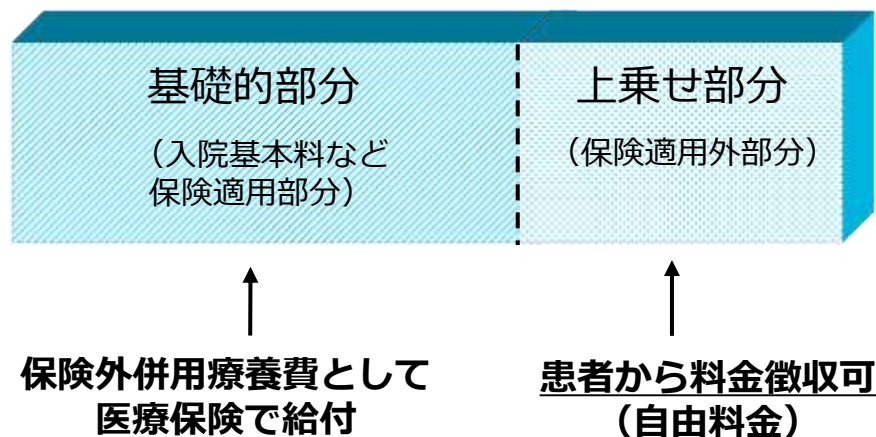 基礎的部分
（入院基本料など
保険適用部分）
上乗せ部分
（保険適用外部分）
保険外併用療養費として
医療保険で給付
患者から料金徴収可
（自由料金）